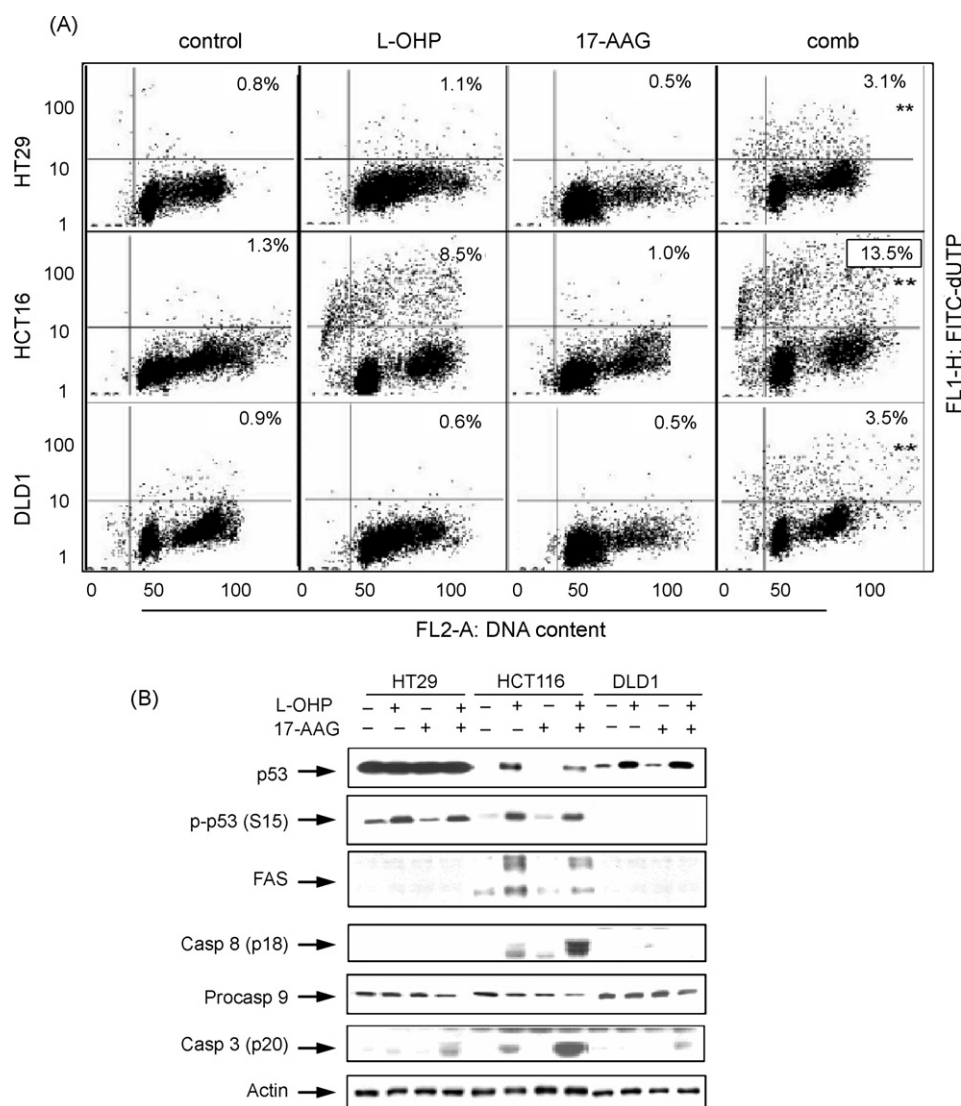 (A)
control L-OHP 17-AAG comb
HT29 100 10 1 0.8% 1.1% 0.5% 3.1% **
HCT16 100 10 1 1.3% 8.5% 1.0% 13.5% **
DLD1 100 10 1 0.9% 0.6% 0.5% 3.5% **
FL1-H: FITC-dUTP
0 50 100 0 50 100 0 50 100 0 50 100
FL2-A: DNA content
(B)
HT29 HCT116 DLD1
L-OHP – + – + – + – + – + – +
17-AAG – – + + – – + + – – + +
p53
p-p53 (S15)
FAS
Casp 8 (p18)
Procasp 9
Casp 3 (p20)
Actin